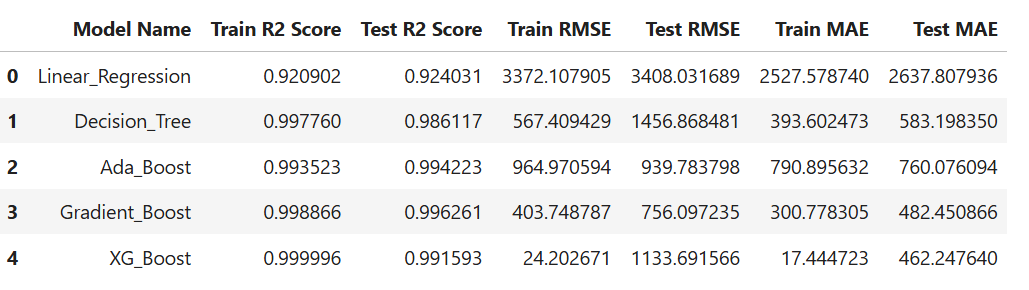 Model Name Train R2 Score Test R2 Score Train RMSE Test RMSE Train MAE Test MAE
0 Linear_Regression 0.920902 0.924031 3372.107905 3408.031689 2527.578740 2637.807936
1 Decision_Tree 0.997760 0.986117 567.409429 1456.868481 393.602473 583.198350
2 Ada_Boost 0.993523 0.994223 964.970594 939.783798 790.895632 760.076094
3 Gradient_Boost 0.998866 0.996261 403.748787 756.097235 300.778305 482.450866
4 XG_Boost 0.999996 0.991593 24.202671 1133.691566 17.444723 462.247640